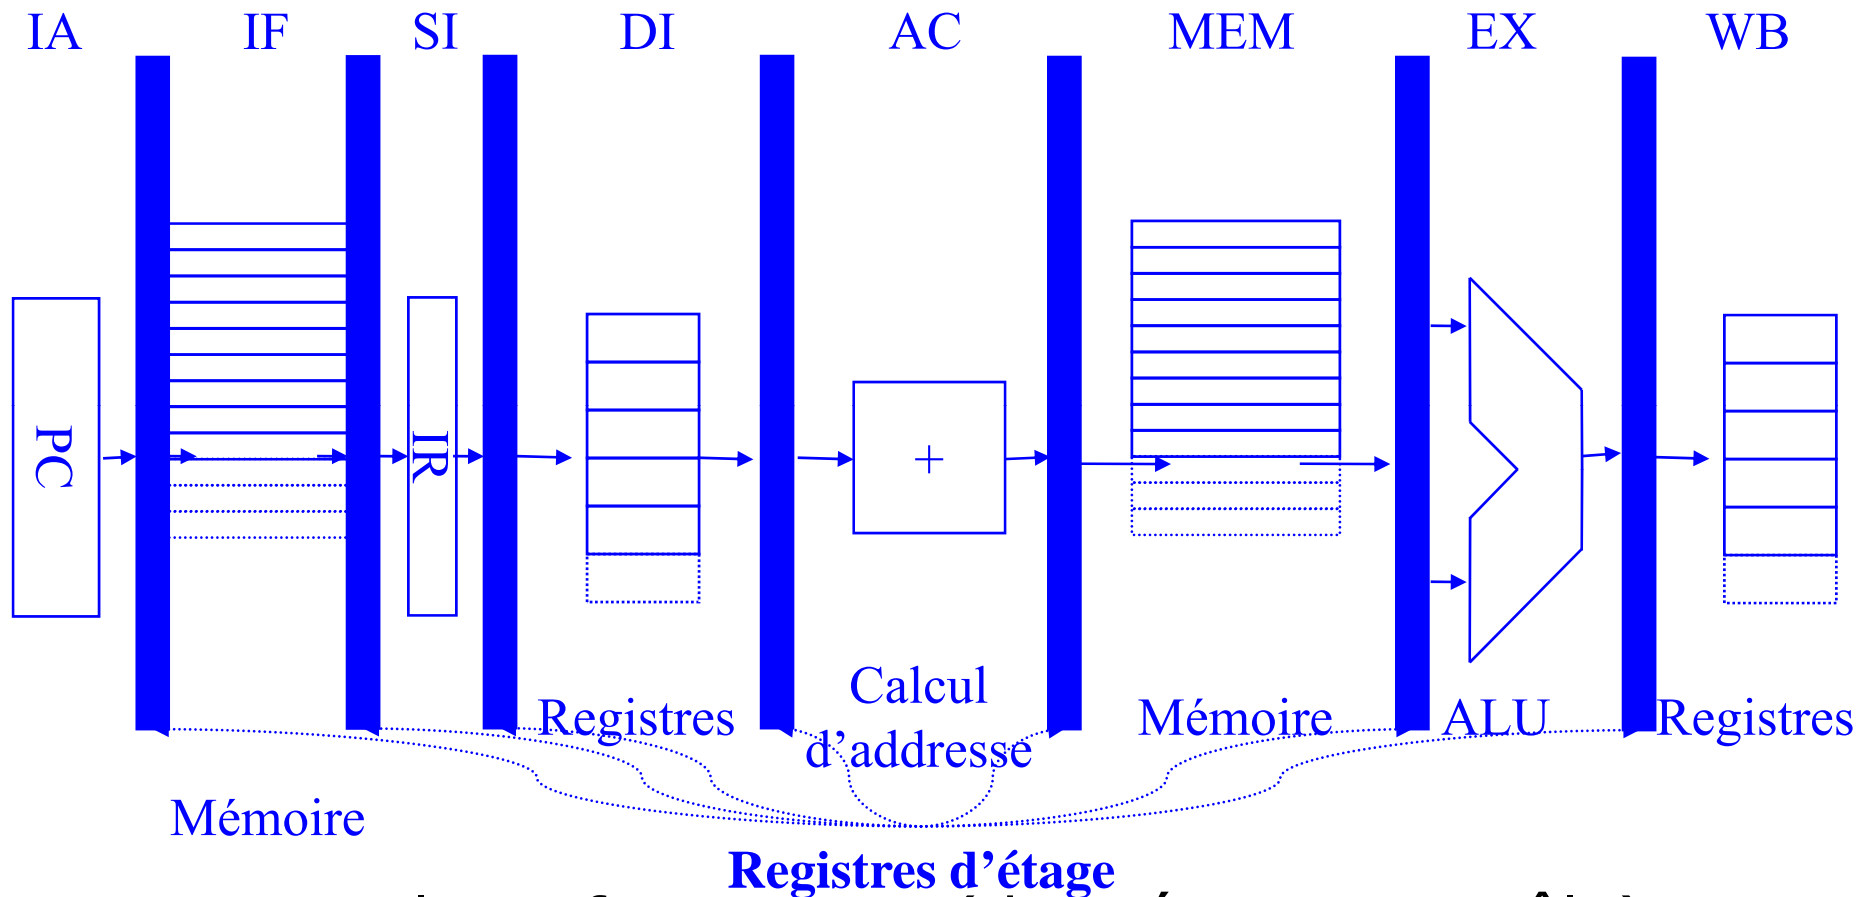 IA IF SI DI AC MEM EX WB
PC
IR
+
Registres
Calcul
d’addresse
Mémoire
ALU
Registres
Mémoire
Registres d’étage